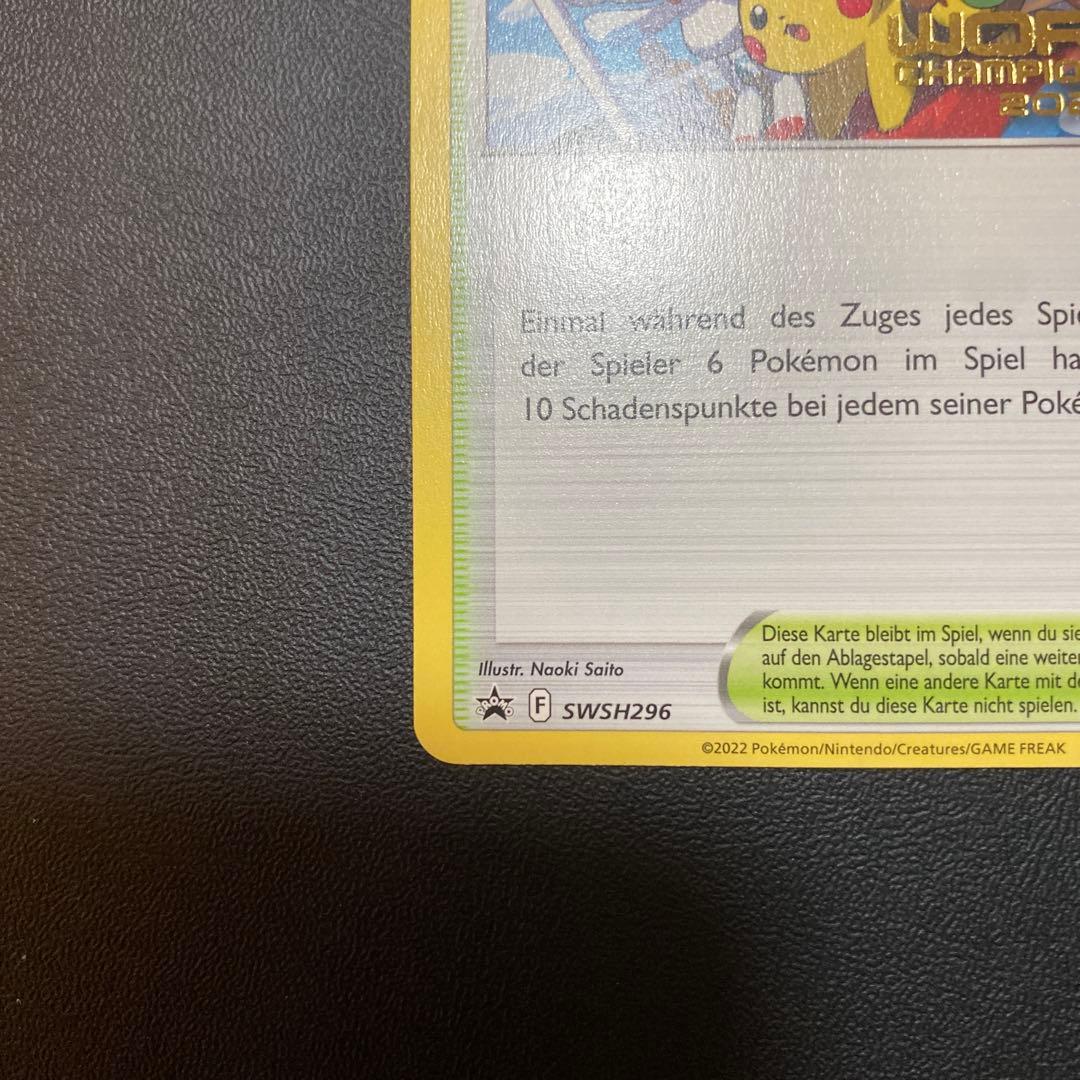 WOR
CHAMPIO
202
Einmal während des Zuges jedes Spie
der Spieler 6 Pokémon im Spiel ha
10 Schadenspunkte bei jedem seiner Poké
Diese Karte bleibt im Spiel, wenn du sie
auf den Ablagestapel, sobald eine weiter
kommt. Wenn eine andere Karte mit de
ist, kannst du diese Karte nicht spielen.
Illustr. Naoki Saito
PROMO F SWSH296
©2022 Pokémon/Nintendo/Creatures/GAME FREAK